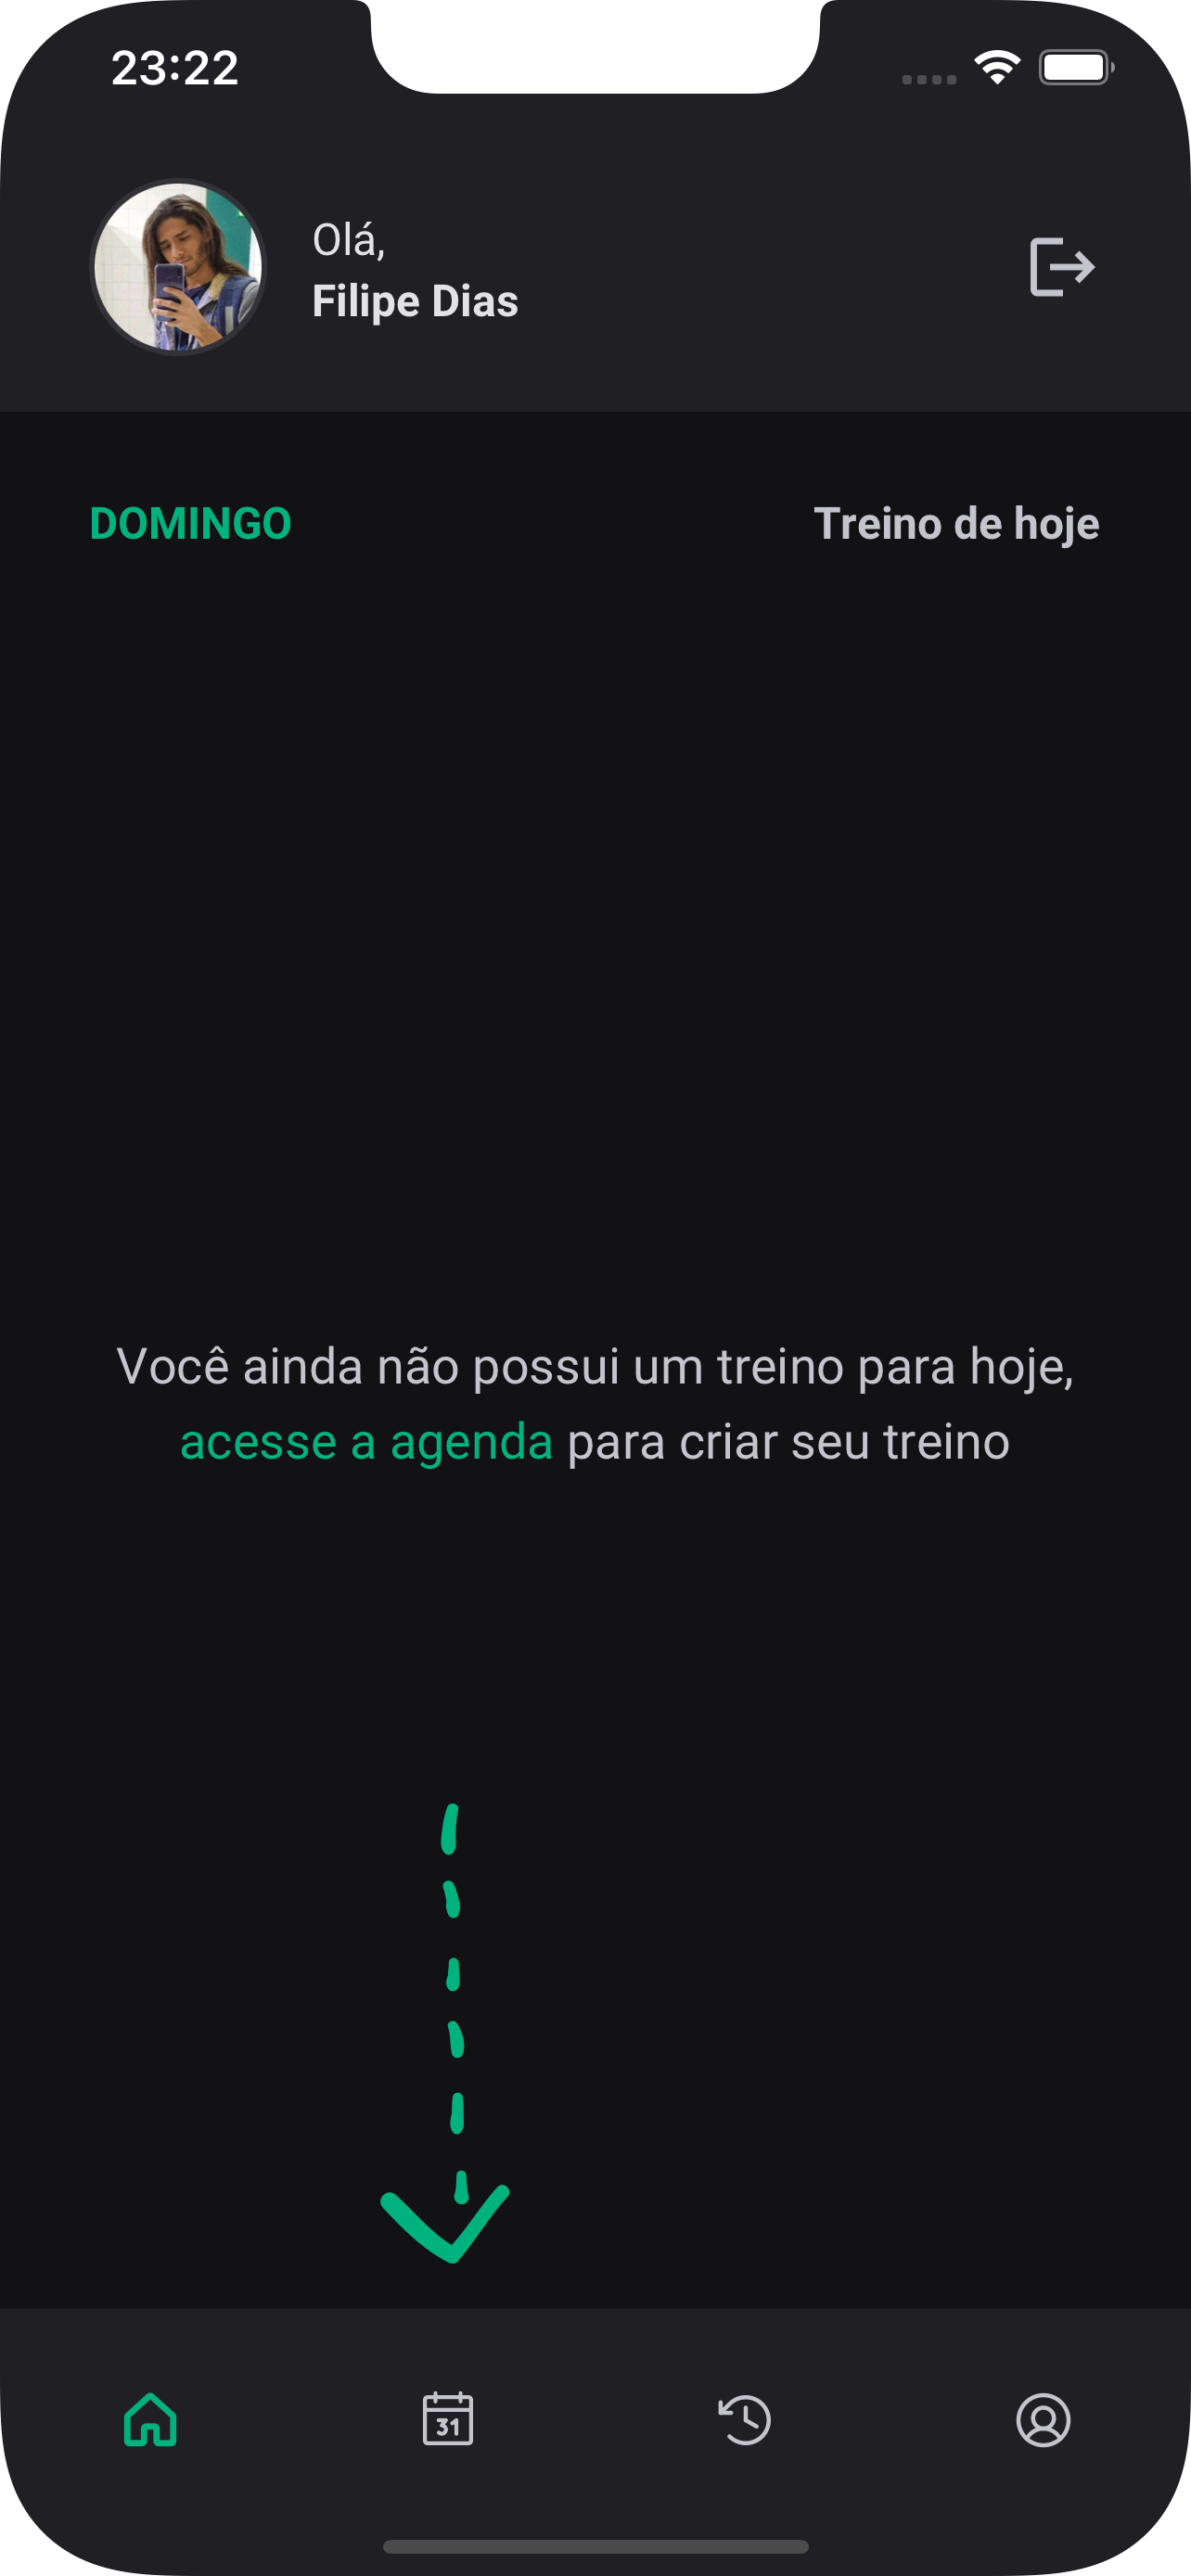 23:22
Olá,
Filipe Dias
DOMINGO
Treino de hoje
Você ainda não possui um treino para hoje,
acesse a agenda para criar seu treino
31